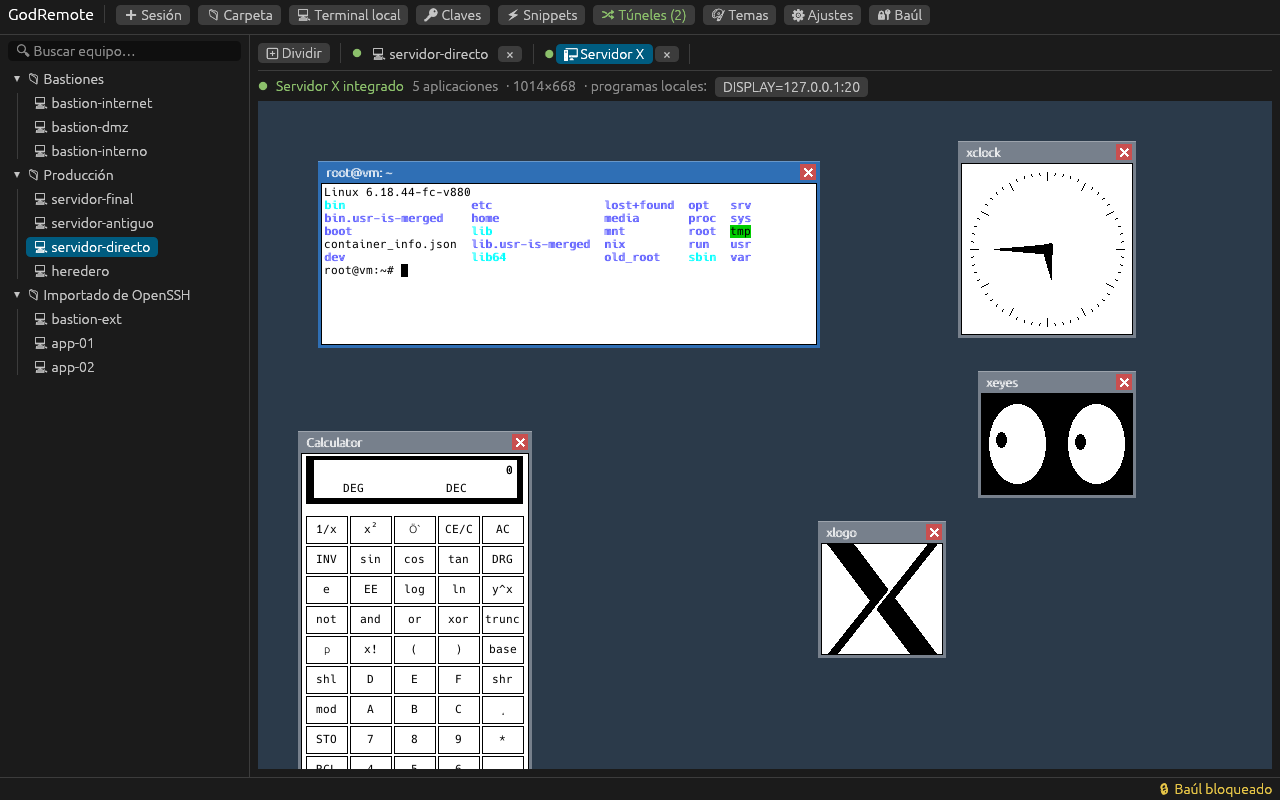 GodRemote
+ Sesión
Carpeta
Terminal local
Claves
Snippets
Túneles (2)
Temas
Ajustes
Baúl
Buscar equipo…
Bastiones
bastion-internet
bastion-dmz
bastion-interno
Producción
servidor-final
servidor-antiguo
servidor-directo
heredero
Importado de OpenSSH
bastion-ext
app-01
app-02
Dividir
servidor-directo
Servidor X
Servidor X integrado 5 aplicaciones · 1014×668 · programas locales: DISPLAY=127.0.0.1:20
root@vm: ~
Linux 6.18.44-fc-v880
bin etc lost+found opt srv
bin.usr-is-merged home media proc sys
boot lib mnt root tmp
container_info.json lib.usr-is-merged nix run usr
dev lib64 old_root sbin var
root@vm:~#
xclock
xeyes
Calculator
0
DEG DEC
1/x x² Ö` CE/C AC
INV sin cos tan DRG
e EE log ln y^x
not and or xor trunc
p x! ( ) base
shl D E F shr
mod A B C .
STO 7 8 9 *
xlogo
Baúl bloqueado